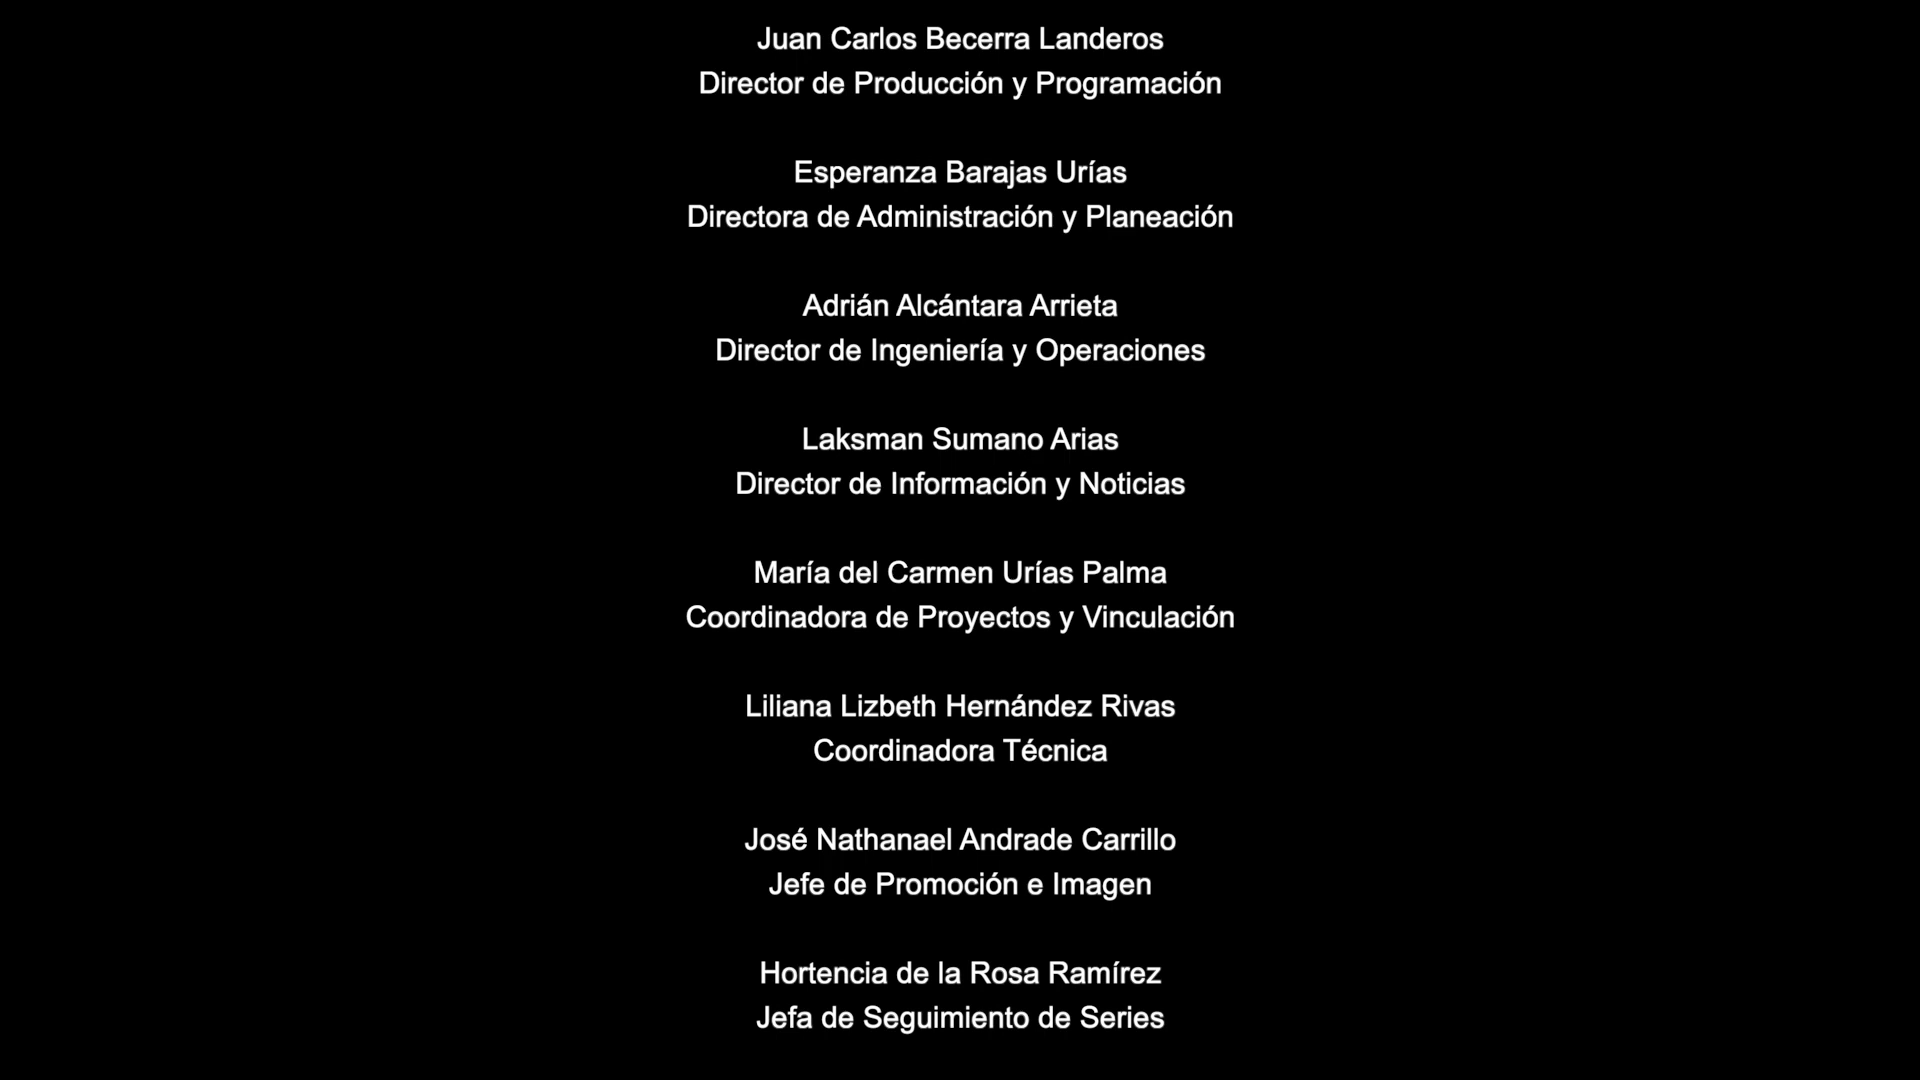 Juan Carlos Becerra Landeros
Director de Producción y Programación
Esperanza Barajas Urías
Directora de Administración y Planeación
Adrián Alcántara Arrieta
Director de Ingeniería y Operaciones
Laksman Sumano Arias
Director de Información y Noticias
María del Carmen Urías Palma
Coordinadora de Proyectos y Vinculación
Liliana Lizbeth Hernández Rivas
Coordinadora Técnica
José Nathanael Andrade Carrillo
Jefe de Promoción e Imagen
Hortencia de la Rosa Ramírez
Jefa de Seguimiento de Series